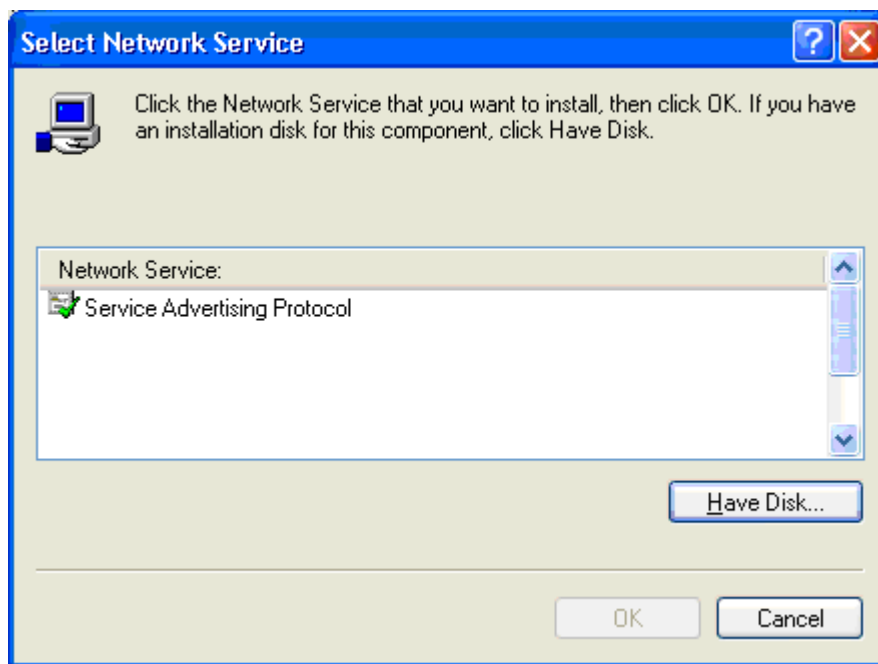 Select Network Service
Click the Network Service that you want to install, then click OK. If you have
an installation disk for this component, click Have Disk.
Network Service:
Service Advertising Protocol
Have Disk...
OK
Cancel